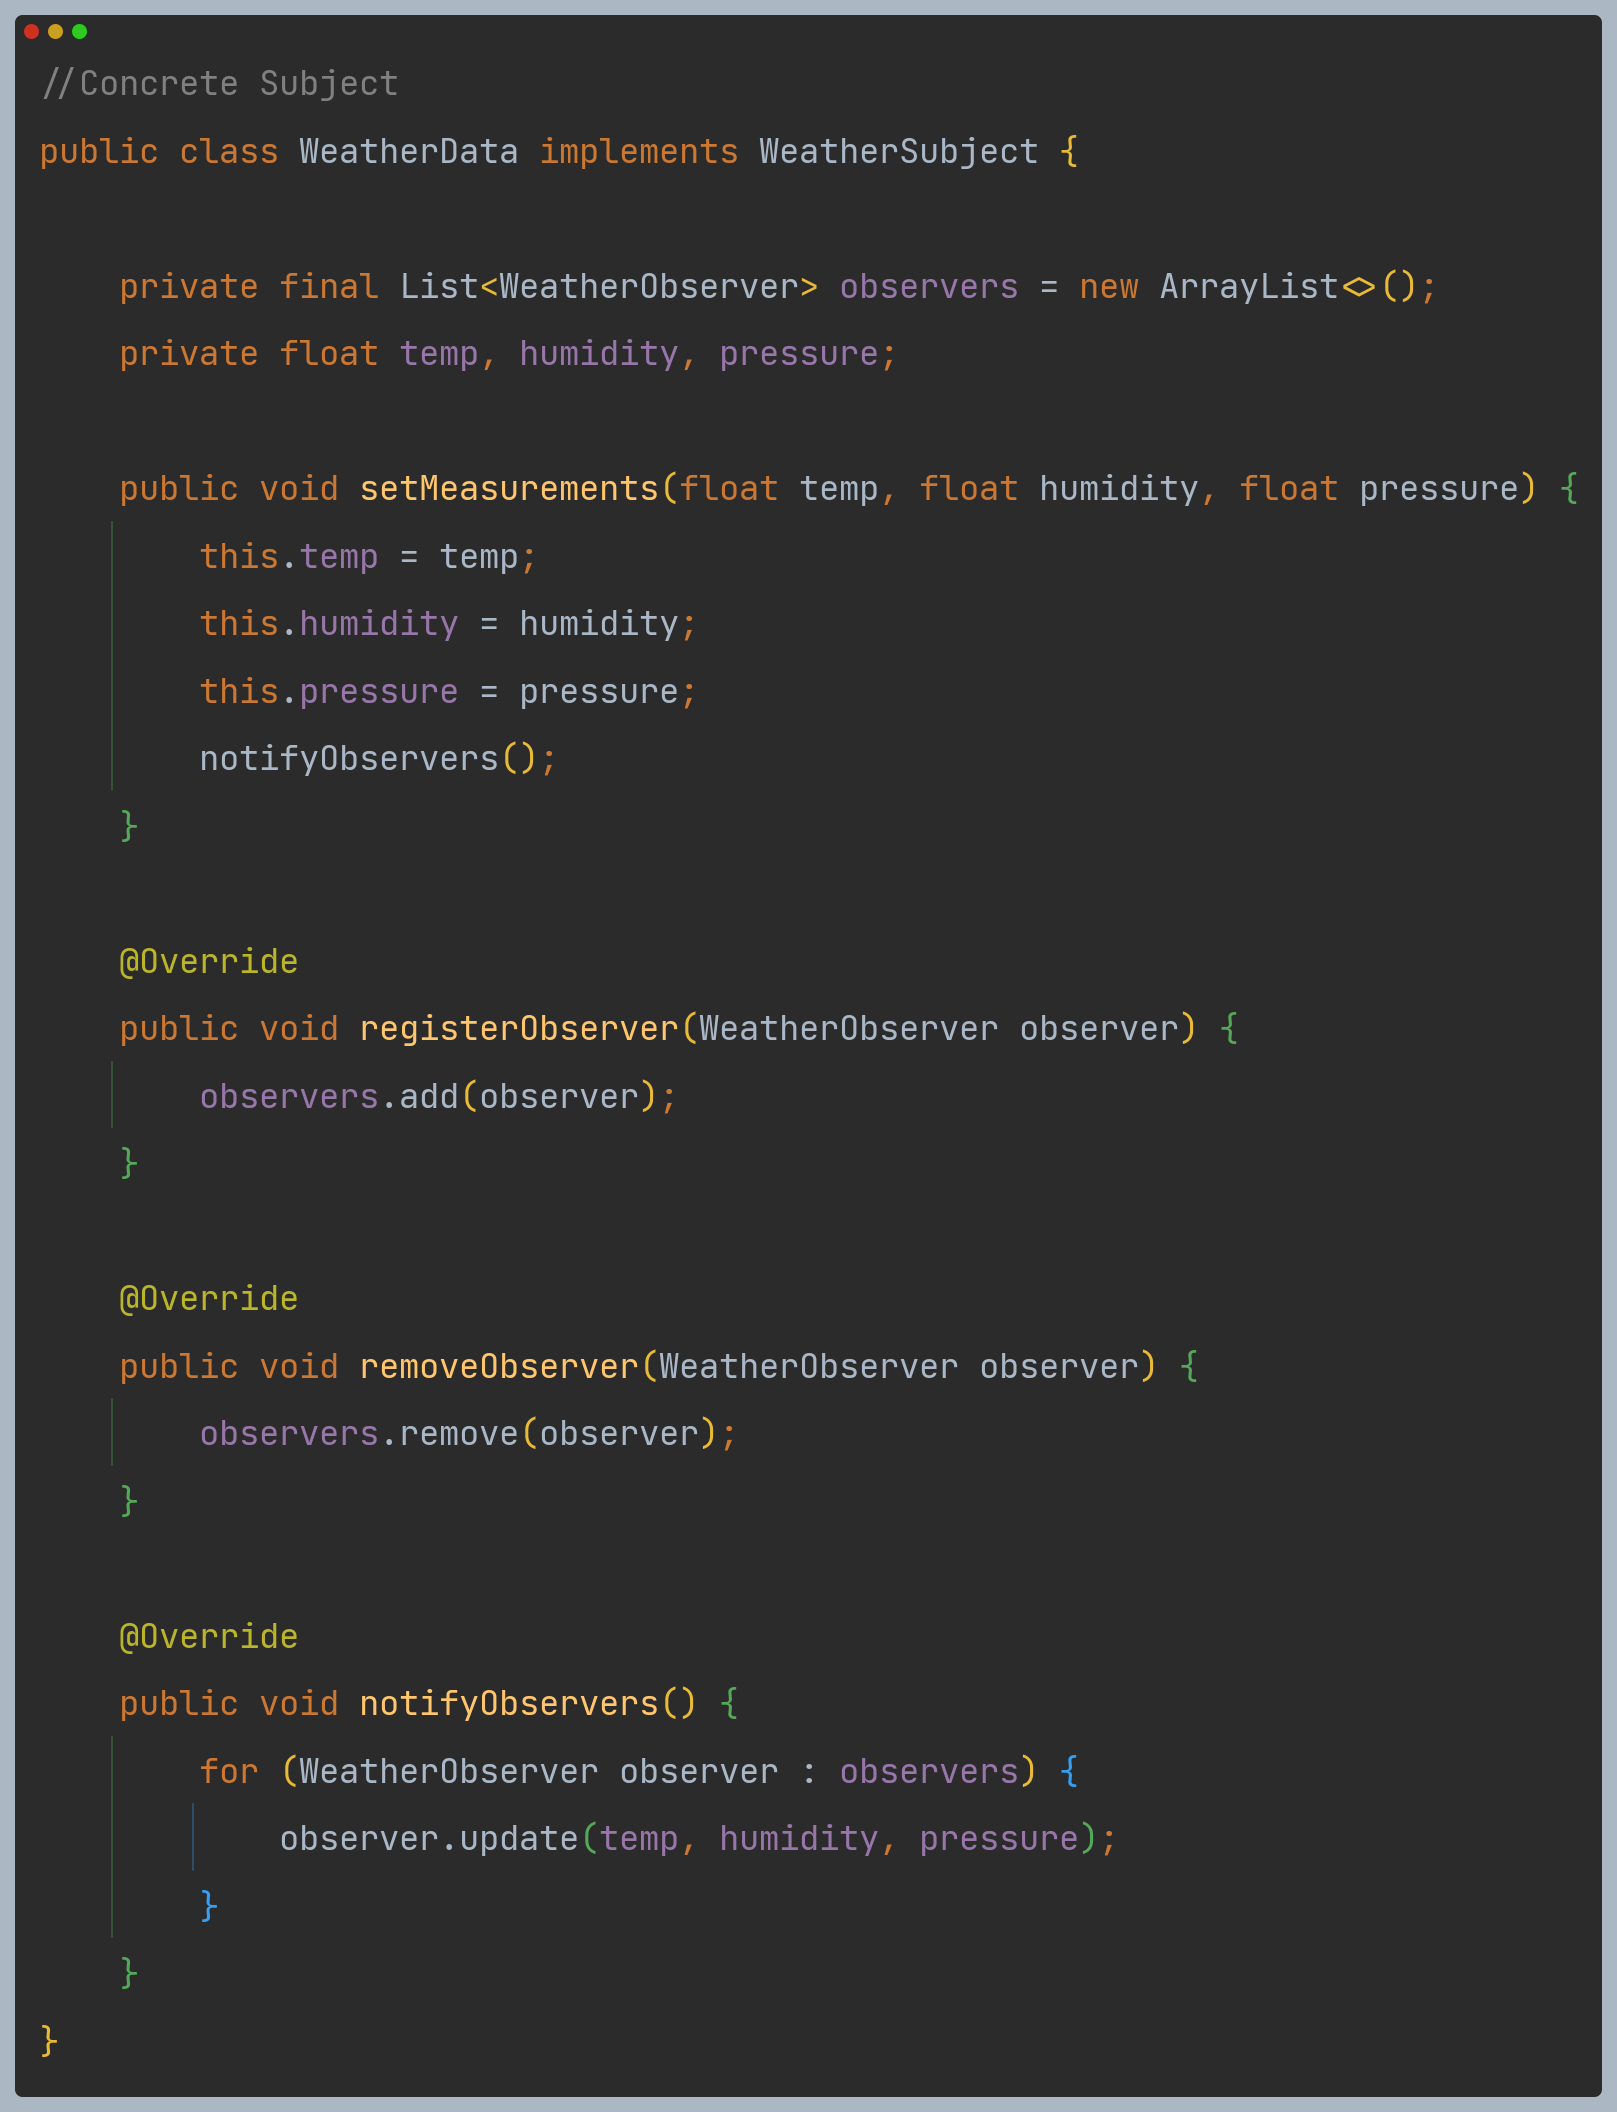 //Concrete Subject
public class WeatherData implements WeatherSubject {
    private final List<WeatherObserver> observers = new ArrayList<>();
    private float temp, humidity, pressure;
    public void setMeasurements(float temp, float humidity, float pressure) {
        this.temp = temp;
        this.humidity = humidity;
        this.pressure = pressure;
        notifyObservers();
    }
    @Override
    public void registerObserver(WeatherObserver observer) {
        observers.add(observer);
    }
    @Override
    public void removeObserver(WeatherObserver observer) {
        observers.remove(observer);
    }
    @Override
    public void notifyObservers() {
        for (WeatherObserver observer : observers) {
            observer.update(temp, humidity, pressure);
        }
    }
}